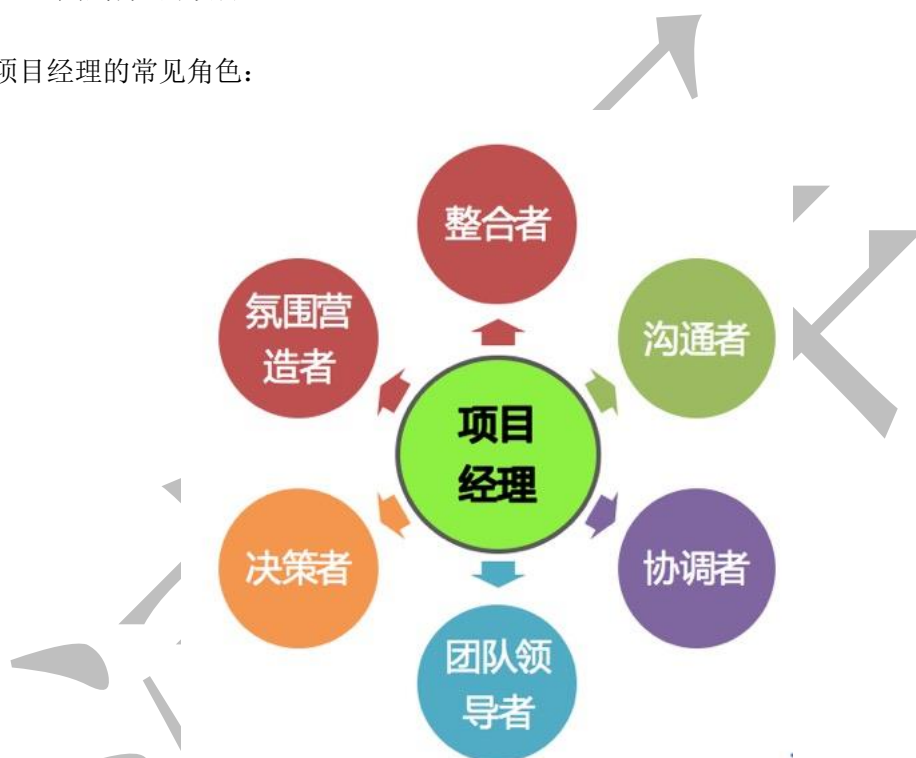 项目经理的常见角色：
整合者
氛围营
造者
沟通者
项目
经理
决策者
协调者
团队领
导者